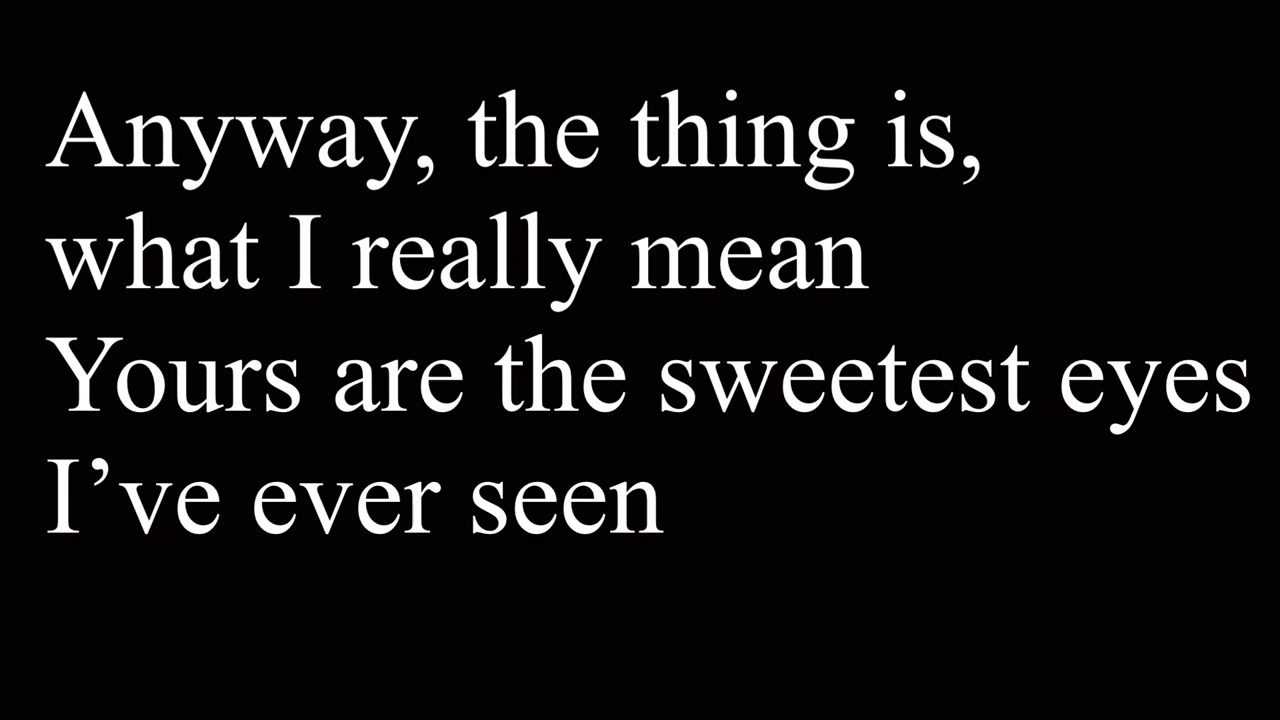 Anyway, the thing is,
what I really mean
Yours are the sweetest eyes
I’ve ever seen